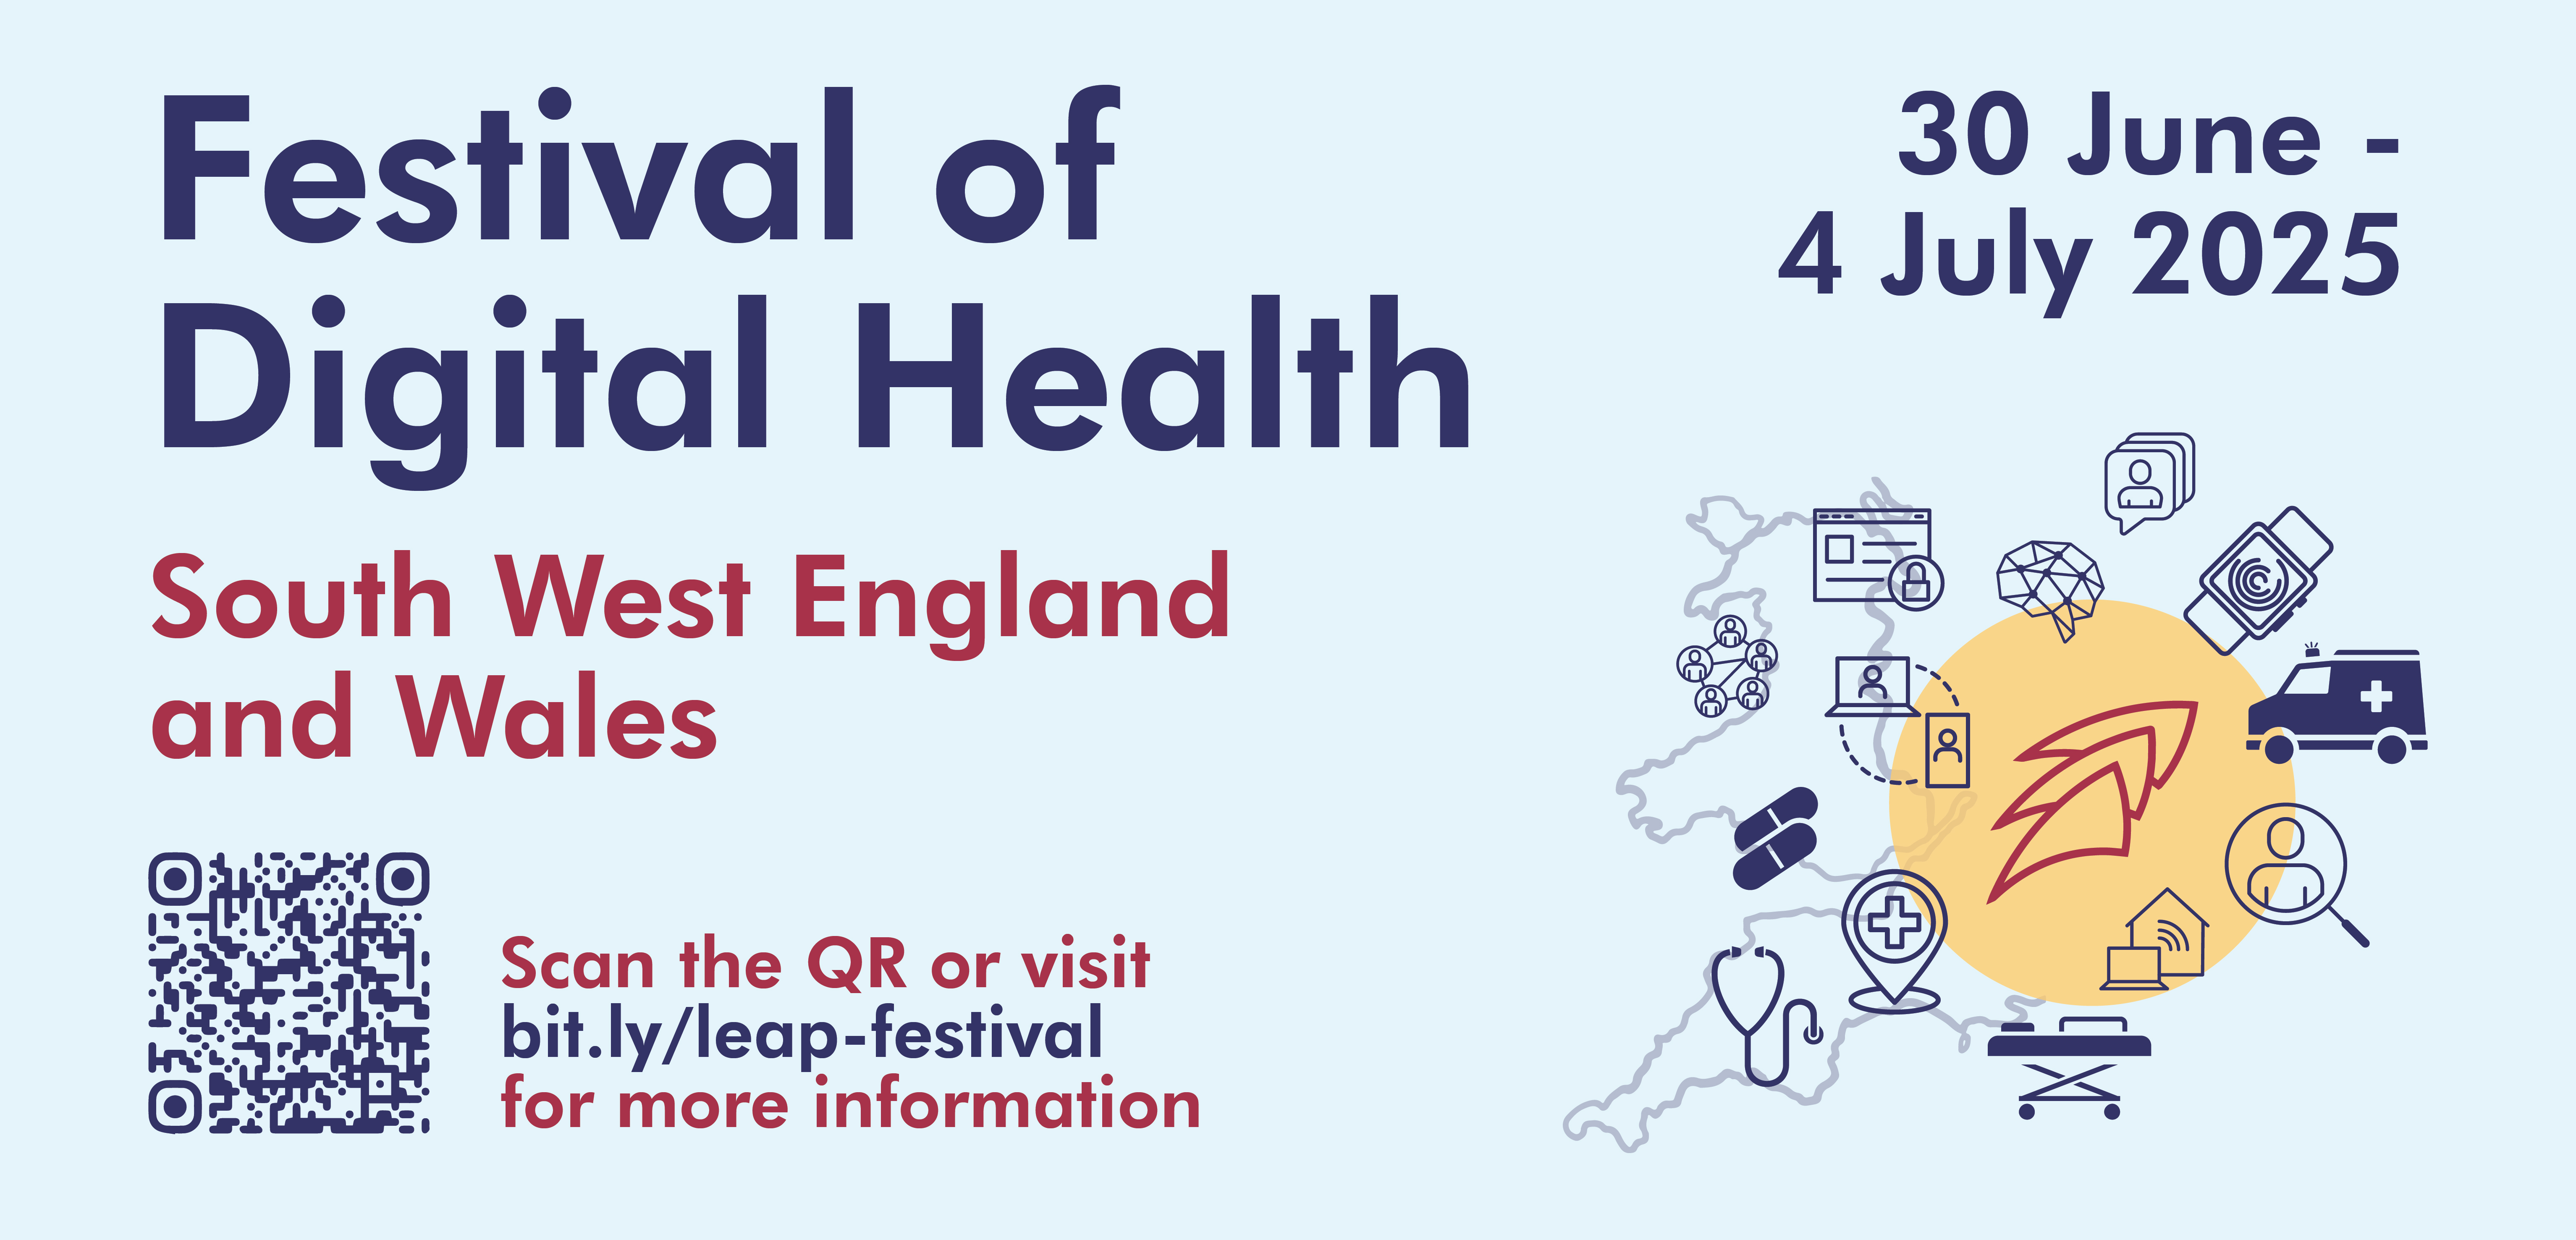 Festival of
Digital Health
30 June -
4 July 2025
South West England
and Wales
Scan the QR or visit
bit.ly/leap-festival
for more information